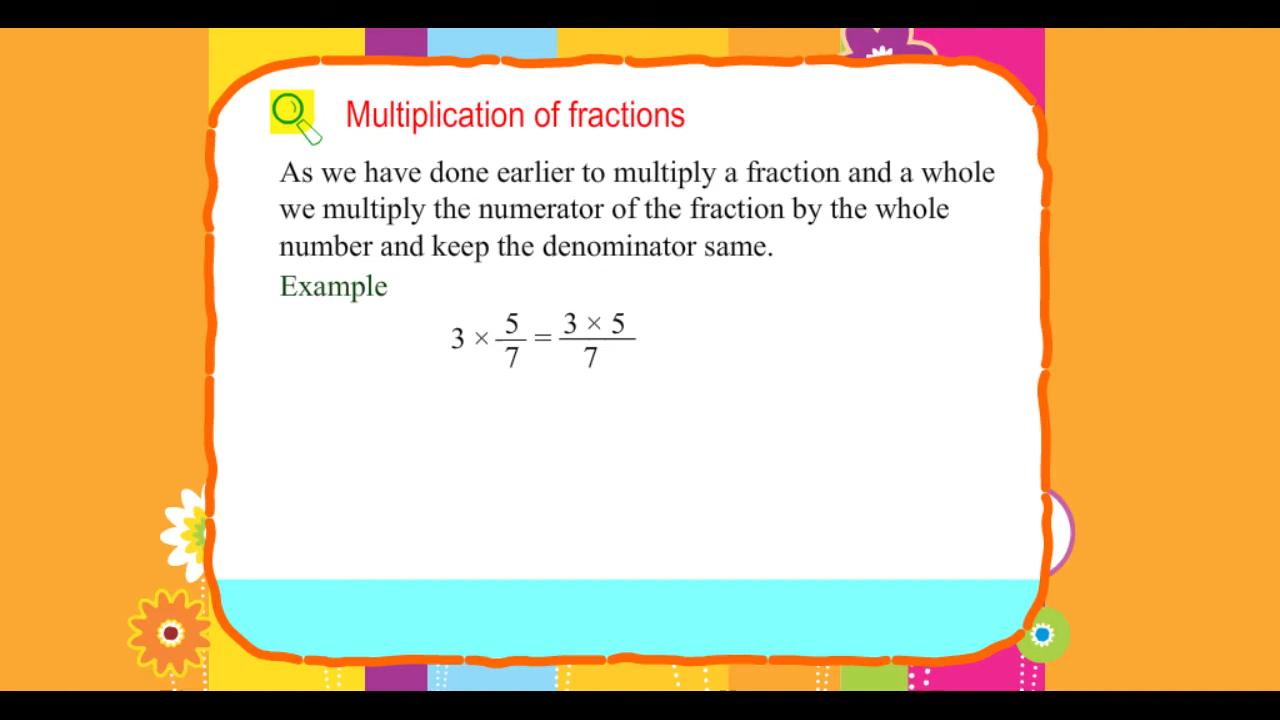 Multiplication of fractions
As we have done earlier to multiply a fraction and a whole
we multiply the numerator of the fraction by the whole
number and keep the denominator same.
Example
3 × 5/7 = 3 × 5/7